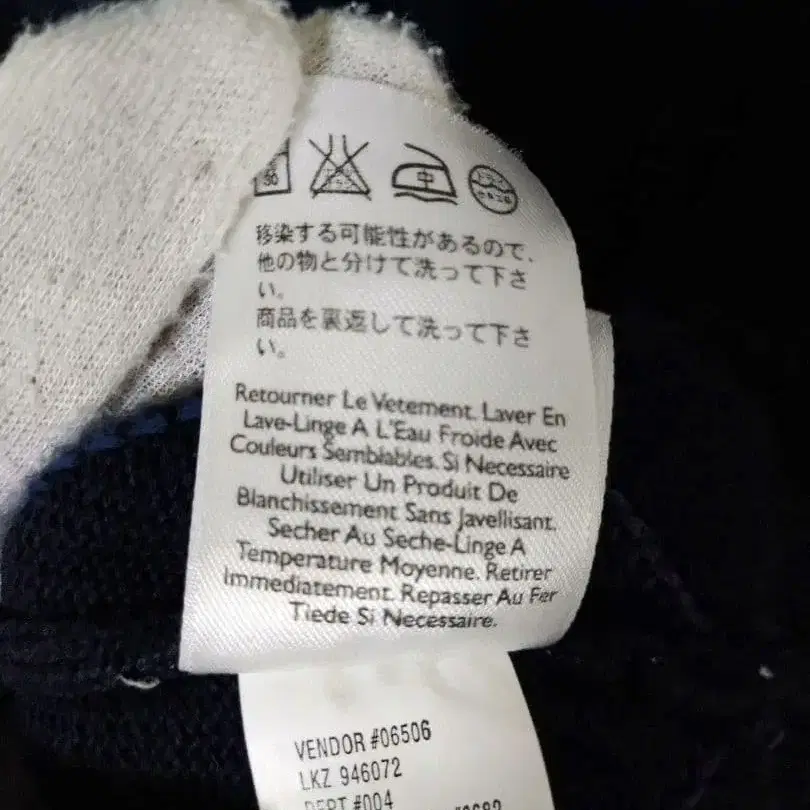 30
中
移染する可能性があるので、
他の物と分けて洗って下さ
い。
商品を裏返して洗って下さ
い。
Retourner Le Vetement. Laver En
Lave-Linge A L'Eau Froide Avec
Couleurs Semblables. Si Necessaire
Utiliser Un Produit De
Blanchissement Sans Javellisant.
Secher Au Seche-Linge A
Temperature Moyenne. Retirer
Immediatement. Repasser Au Fer
Tiede Si Necessaire.
VENDOR #06506
LKZ 946072
DEPT #004